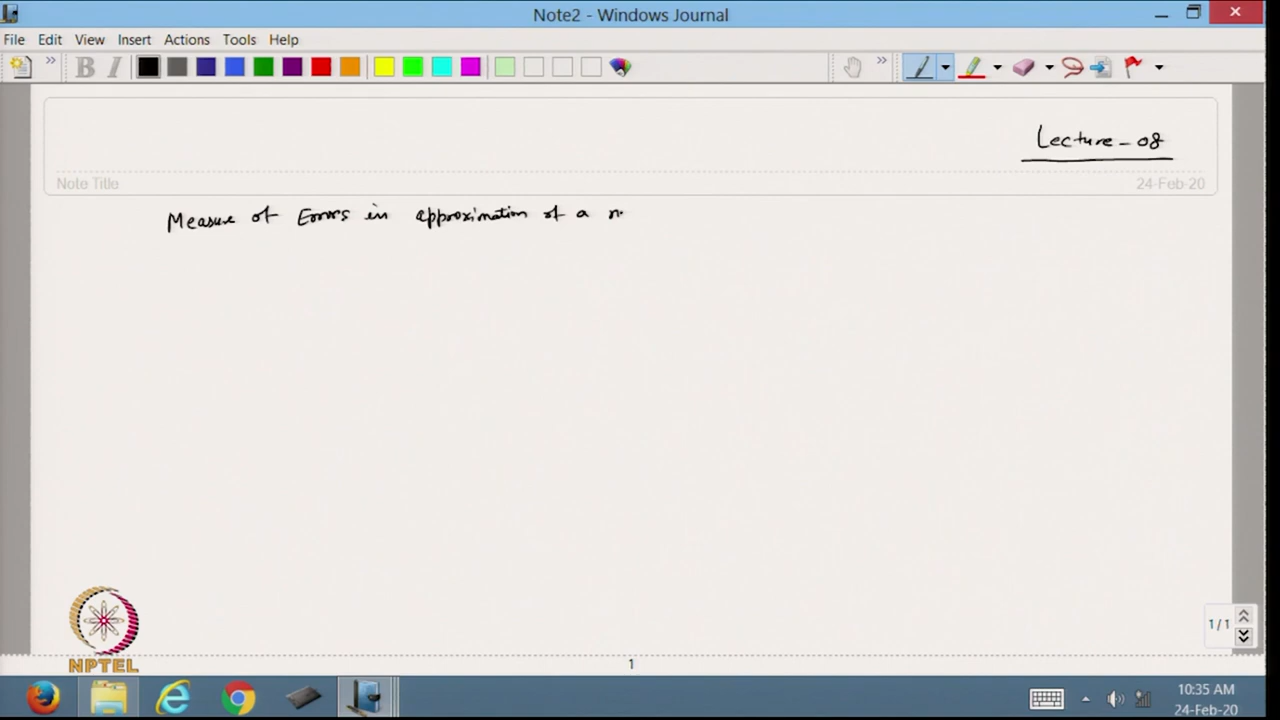 Note2 - Windows Journal
File Edit View Insert Actions Tools Help
B I
Lecture-08
Note Title
24-Feb-20
Measure of Errors in approximation of a n
1/1
NPTEL
1
10:35 AM
24-Feb-20